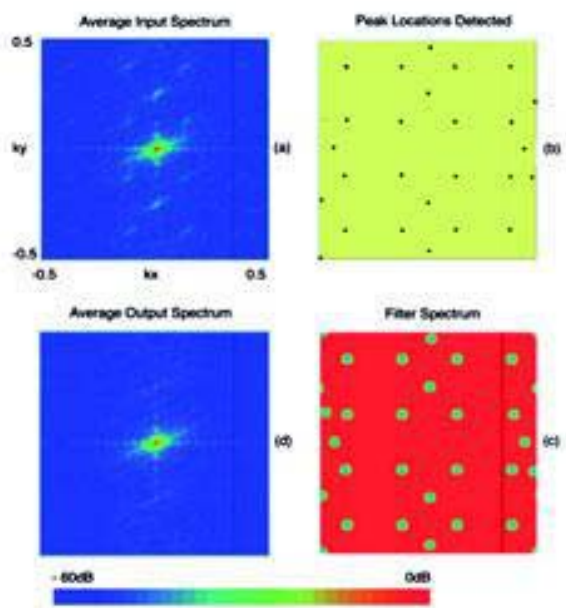 Average Input Spectrum
Peak Locations Detected
0.5
ky
(a)
(b)
-0.5
-0.5
kx
0.5
Average Output Spectrum
Filter Spectrum
(d)
(c)
- 60dB
0dB